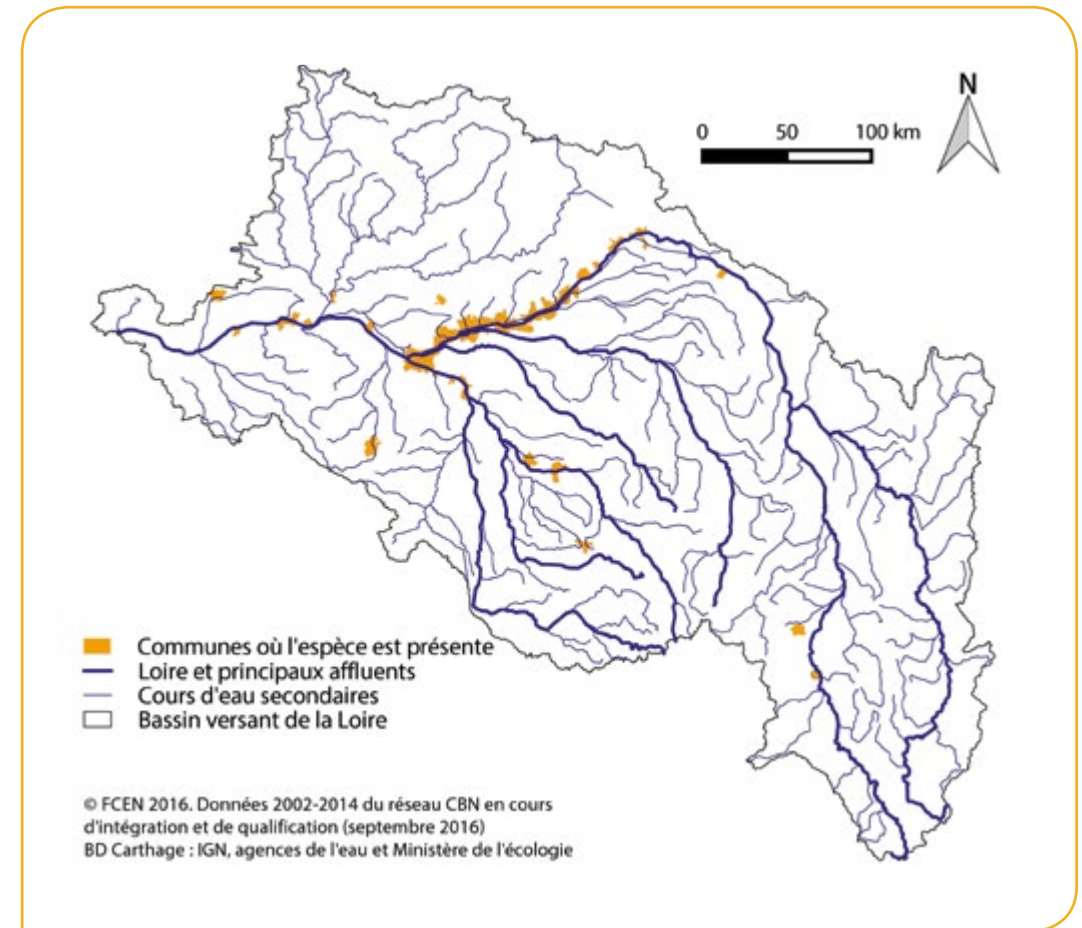 N
0 50 100 km
Communes où l'espèce est présente
Loire et principaux affluents
Cours d'eau secondaires
Bassin versant de la Loire
© FCEN 2016. Données 2002-2014 du réseau CBN en cours
d'intégration et de qualification (septembre 2016)
BD Carthage : IGN, agences de l'eau et Ministère de l'écologie